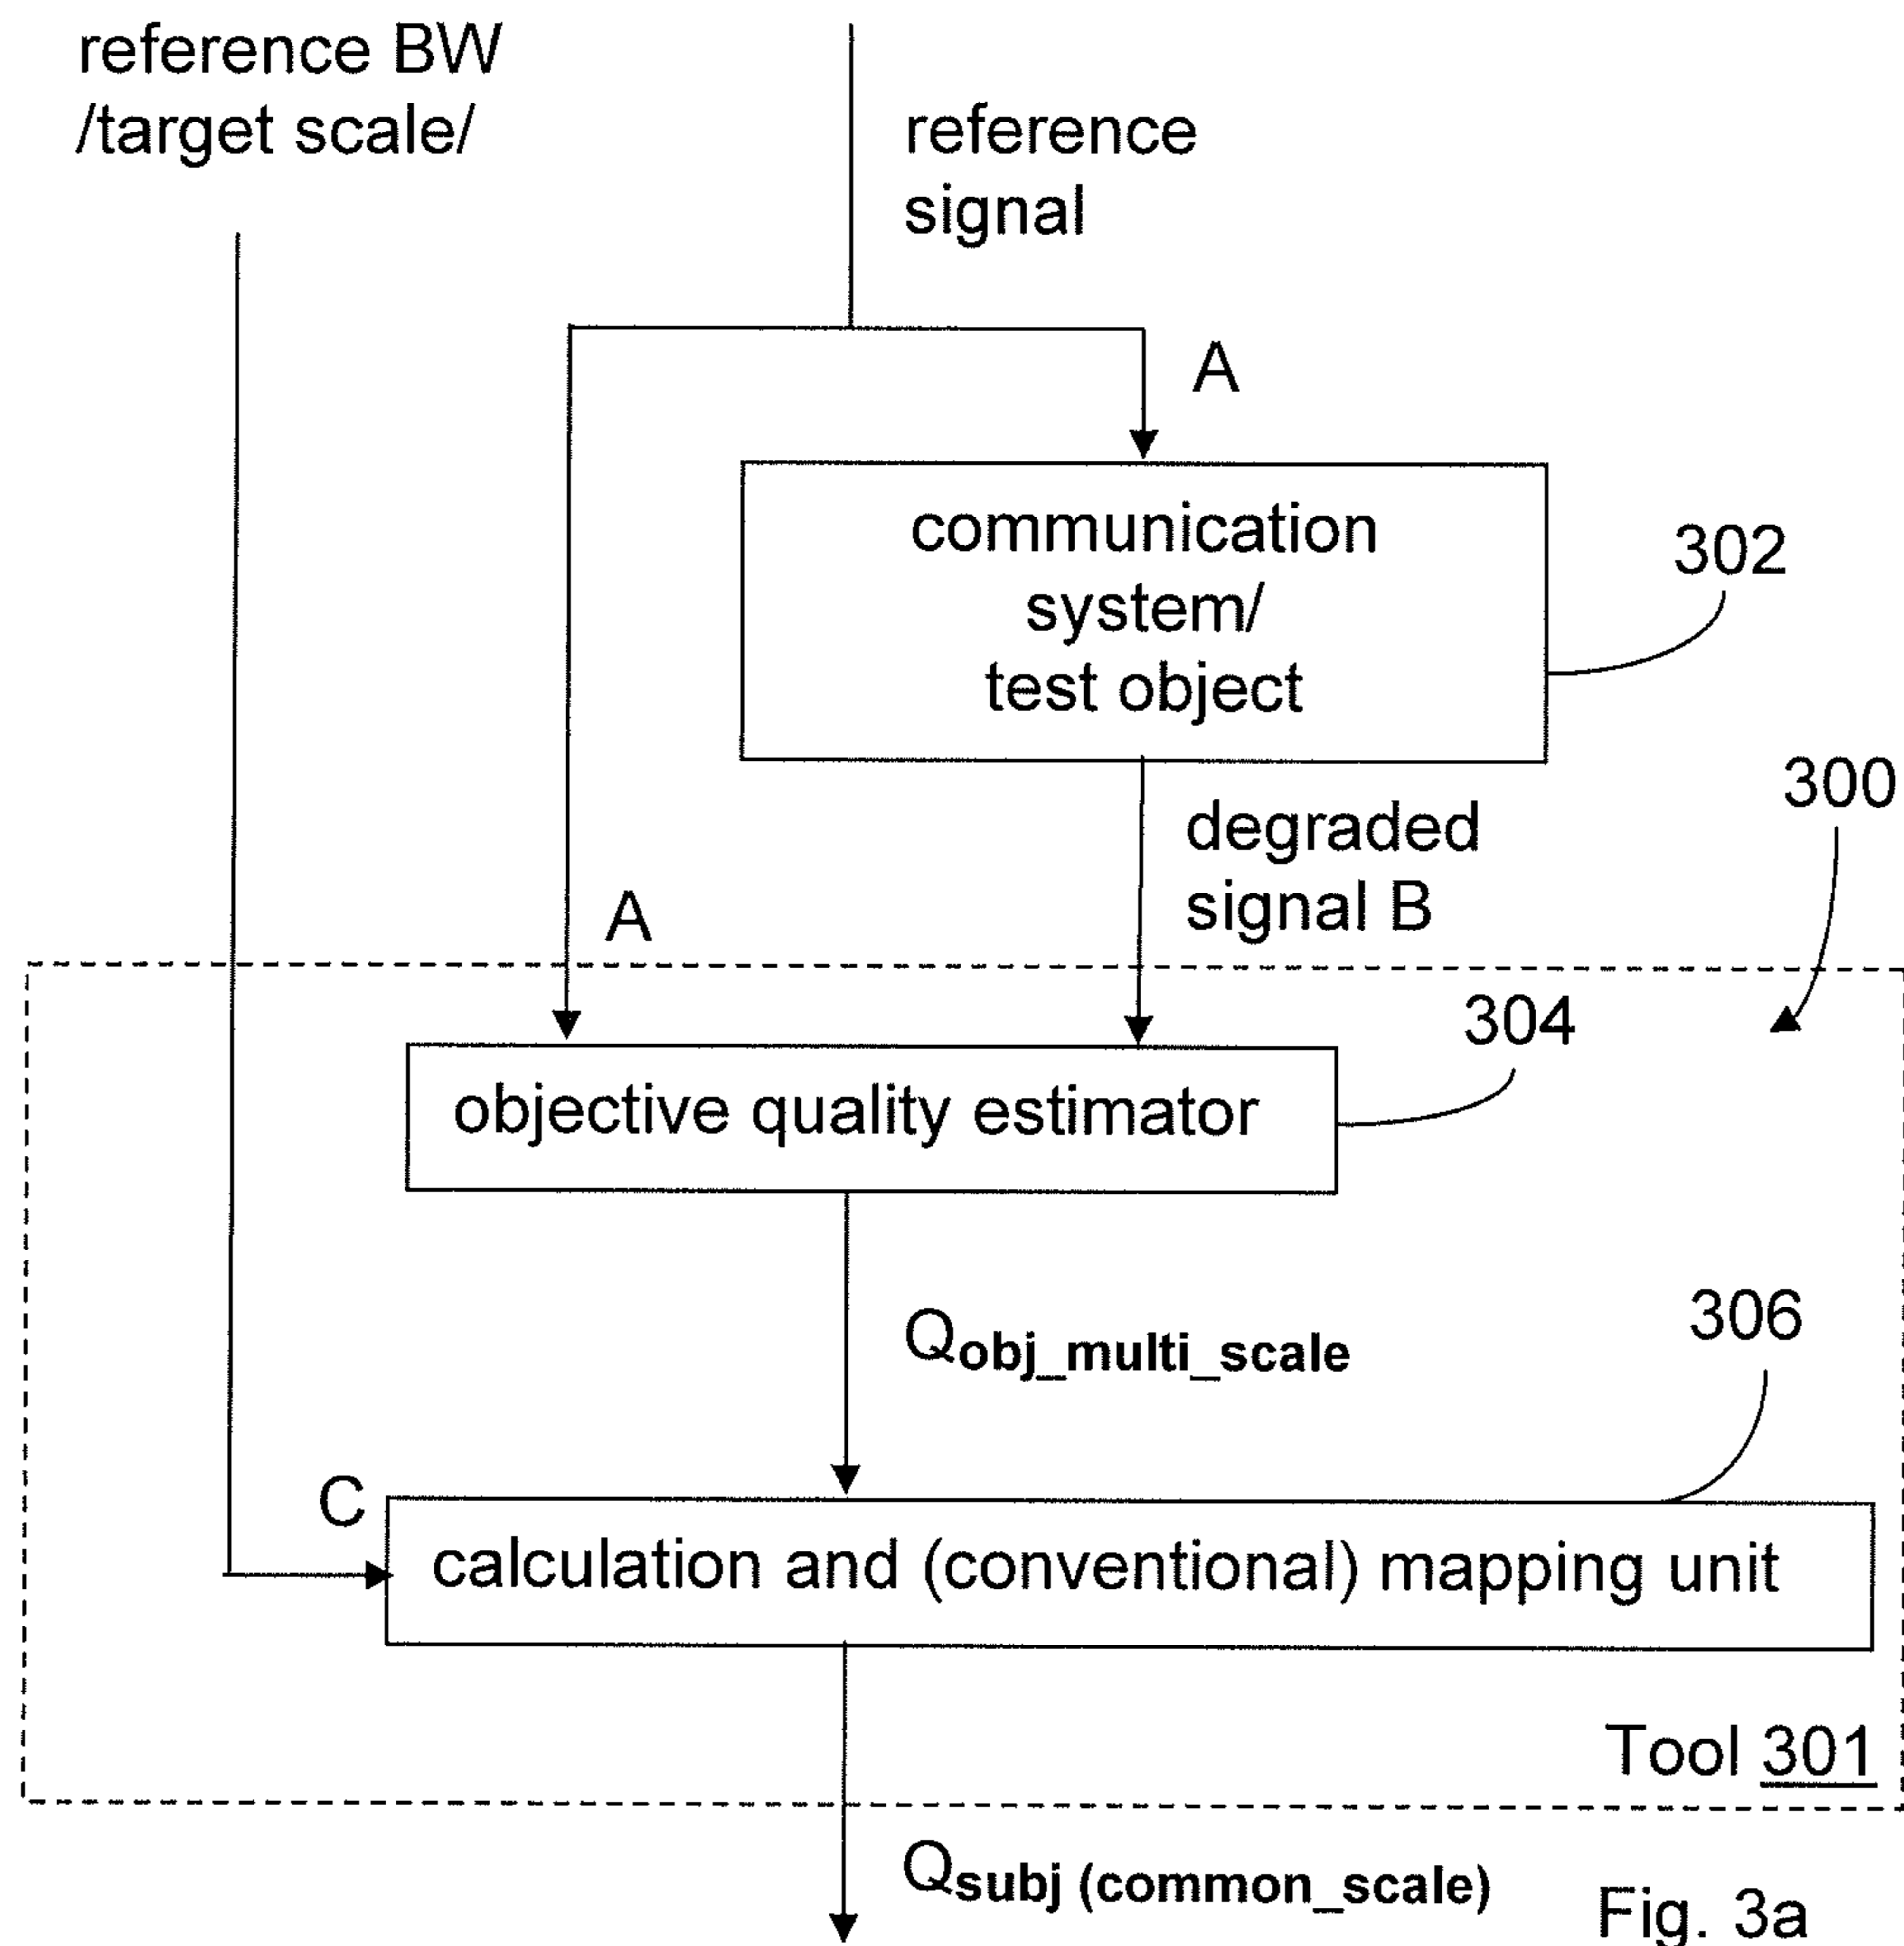 reference BW
/target scale/
reference
signal
A
communication
system/
test object
302
300
degraded
signal B
A
304
objective quality estimator
Qobj_multi_scale
306
C
calculation and (conventional) mapping unit
Tool 301
Qsubj (common_scale)
Fig. 3a